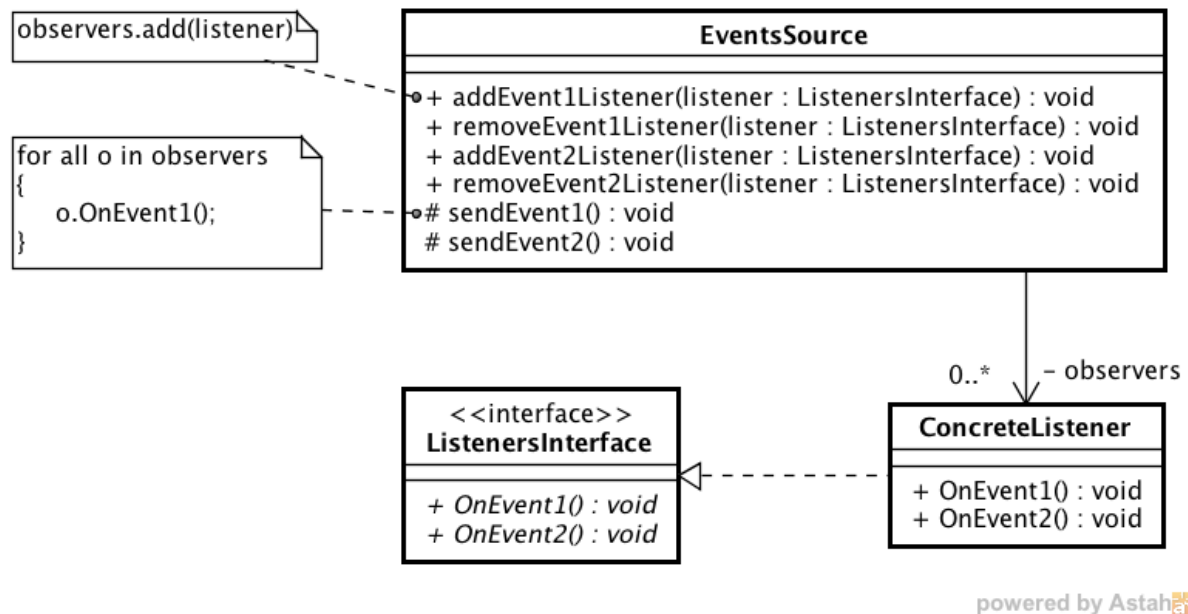 observers.add(listener)
for all o in observers
{
o.OnEvent1();
}
EventsSource
+ addEvent1Listener(listener : ListenersInterface) : void
+ removeEvent1Listener(listener : ListenersInterface) : void
+ addEvent2Listener(listener : ListenersInterface) : void
+ removeEvent2Listener(listener : ListenersInterface) : void
# sendEvent1() : void
# sendEvent2() : void
0..*
- observers
<<interface>>
ListenersInterface
+ OnEvent1() : void
+ OnEvent2() : void
ConcreteListener
+ OnEvent1() : void
+ OnEvent2() : void
powered by Astah